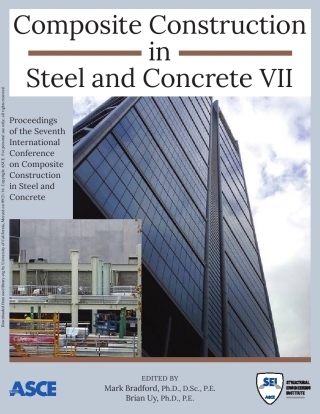 Composite Construction
in
Steel and Concrete VII
Proceedings
of the Seventh
International
Conference
on Composite
Construction
in Steel and
Concrete
EDITED BY
Mark Bradford, Ph.D., D.Sc., P.E.
Brian Uy, Ph.D., P.E.
ASCE
SEI
ASCE
STRUCTURAL
ENGINEERING
INSTITUTE